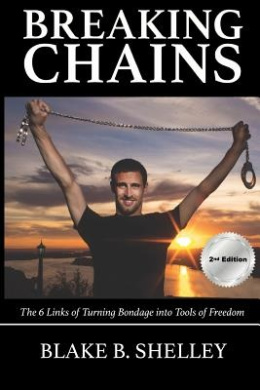 BREAKING
CHAINS
2nd Edition
The 6 Links of Turning Bondage into Tools of Freedom
BLAKE B. SHELLEY